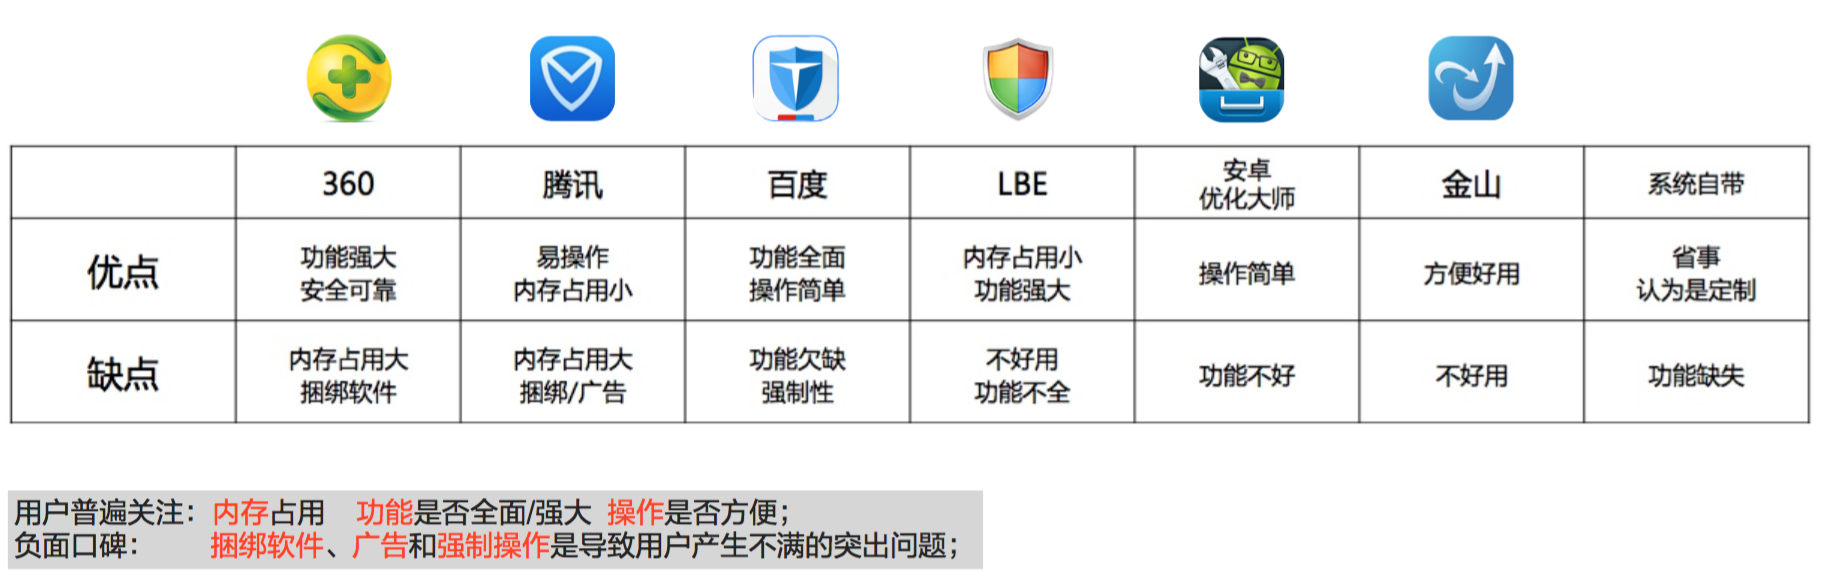 360 腾讯 百度 LBE 安卓 优化大师 金山 系统自带
优点 功能强大 易操作 功能全面 内存占用小 操作简单 方便好用 省事
安全可靠 内存占用小 操作简单 功能强大 认为是定制
缺点 内存占用大 内存占用大 功能欠缺 不好用 功能不好 不好用 功能缺失
捆绑软件 捆绑/广告 强制性 功能不全
用户普遍关注：内存占用 功能是否全面/强大 操作是否方便；
负面口碑： 捆绑软件、广告和强制操作是导致用户产生不满的突出问题；